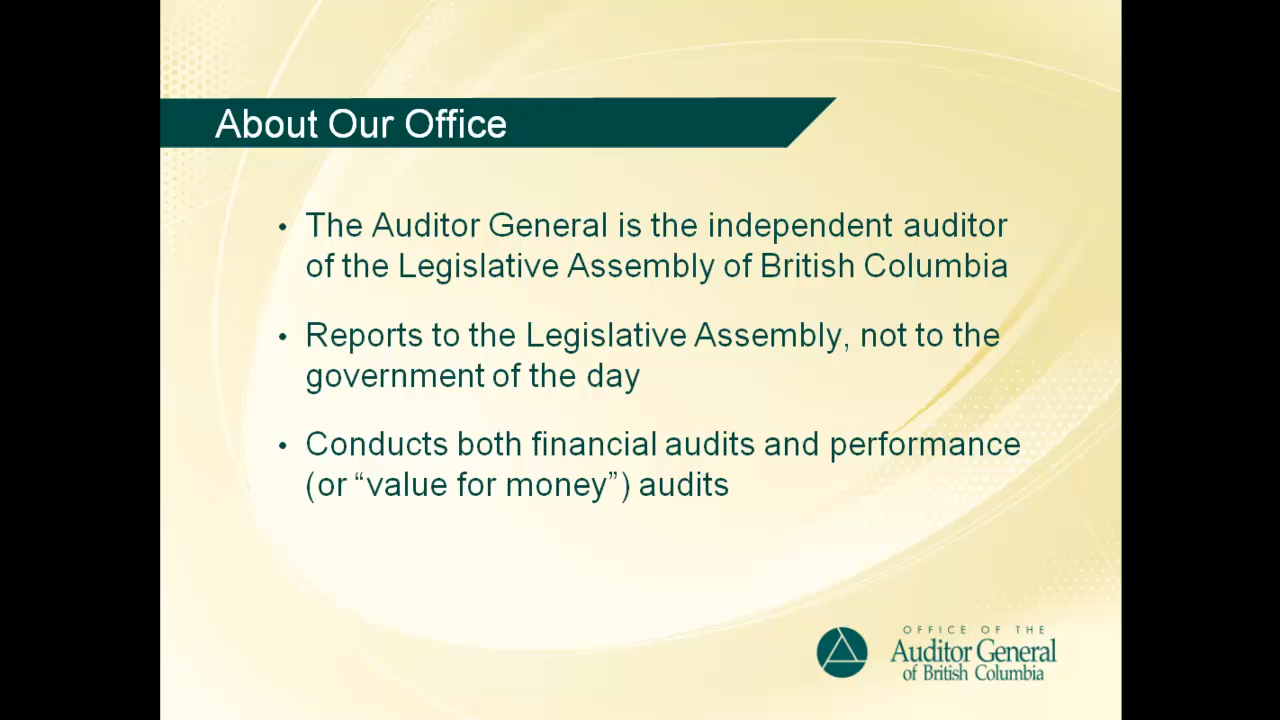 About Our Office
• The Auditor General is the independent auditor
of the Legislative Assembly of British Columbia
• Reports to the Legislative Assembly, not to the
government of the day
• Conducts both financial audits and performance
(or “value for money”) audits
OFFICE OF THE
Auditor General
of British Columbia